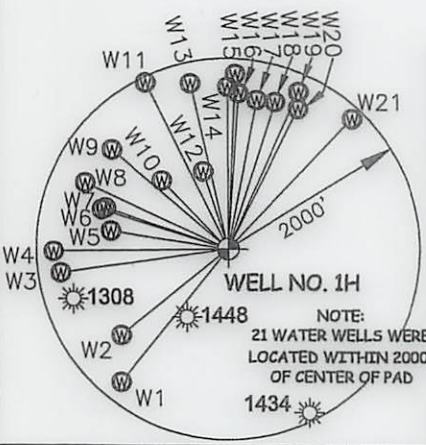 W13
W15
W16
W17
W18
W19
W20
W11
W21
W14
W9
W10
W12
W8
W7
W6
W5
2000'
W4
W3
WELL NO. 1H
1308
1448
NOTE:
21 WATER WELLS WERE
LOCATED WITHIN 2000
OF CENTER OF PAD
W2
W1
1434